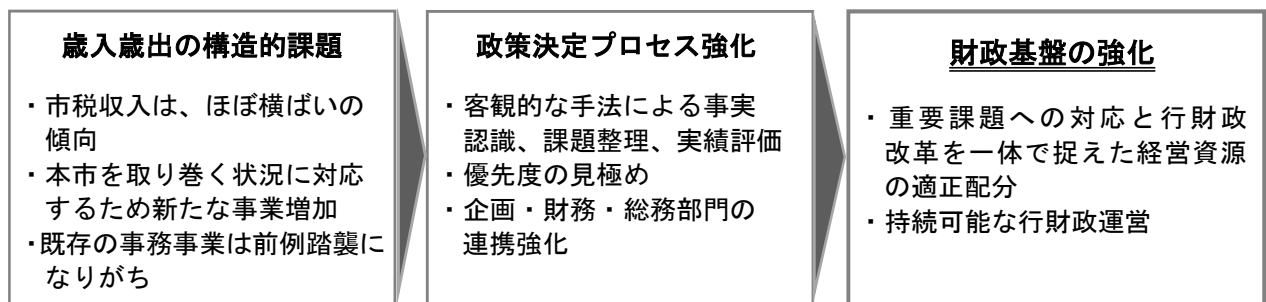 歳入歳出の構造的課題
・市税収入は、ほぼ横ばいの
傾向
・本市を取り巻く状況に対応
するため新たな事業増加
・既存の事務事業は前例踏襲に
なりがち
政策決定プロセス強化
・客観的な手法による事実
認識、課題整理、実績評価
・優先度の見極め
・企画・財務・総務部門の
連携強化
財政基盤の強化
・重要課題への対応と行財政
改革を一体で捉えた経営資源
の適正配分
・持続可能な行財政運営